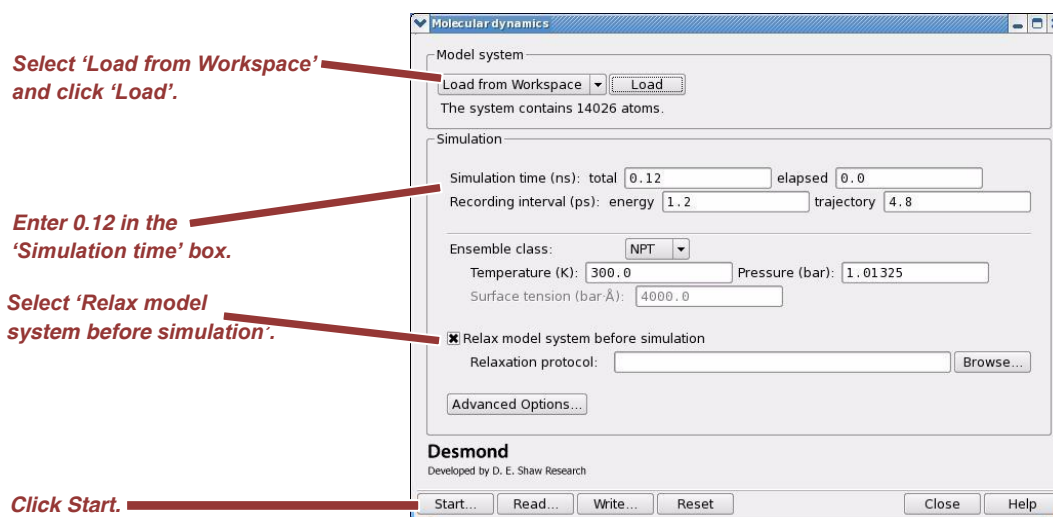 Molecular dynamics
Select ‘Load from Workspace’
and click ‘Load’.
Model system
Load from Workspace Load
The system contains 14026 atoms.
Simulation
Simulation time (ns): total 0.12 elapsed 0.0
Recording interval (ps): energy 1.2 trajectory 4.8
Enter 0.12 in the
‘Simulation time’ box.
Ensemble class: NPT
Temperature (K): 300.0 Pressure (bar): 1.01325
Surface tension (bar·Å): 4000.0
Select ‘Relax model
system before simulation’.
Relax model system before simulation
Relaxation protocol: Browse...
Advanced Options...
Desmond
Developed by D. E. Shaw Research
Click Start.
Start... Read... Write... Reset Close Help